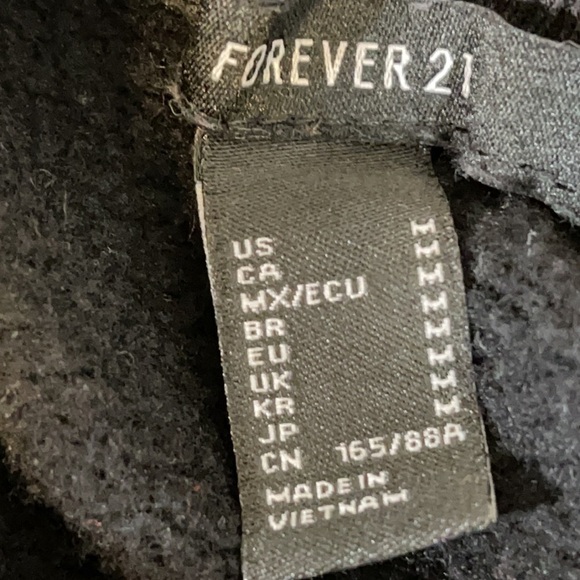 FOREVER 21
US M
CA M
MX/ECU M
BR M
EU M
UK M
KR M
JP M
CN 165/88A
MADE IN
VIETNAM